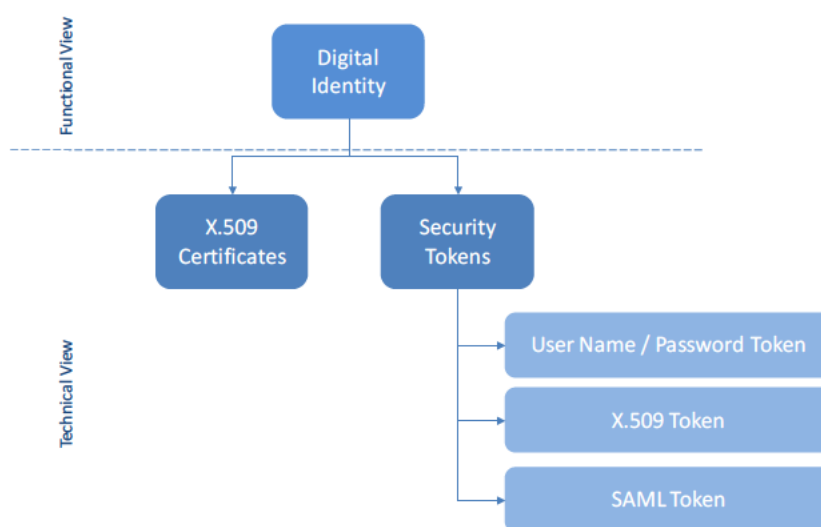 Functional View
Digital
Identity
X.509
Certificates
Security
Tokens
Technical View
User Name / Password Token
X.509 Token
SAML Token